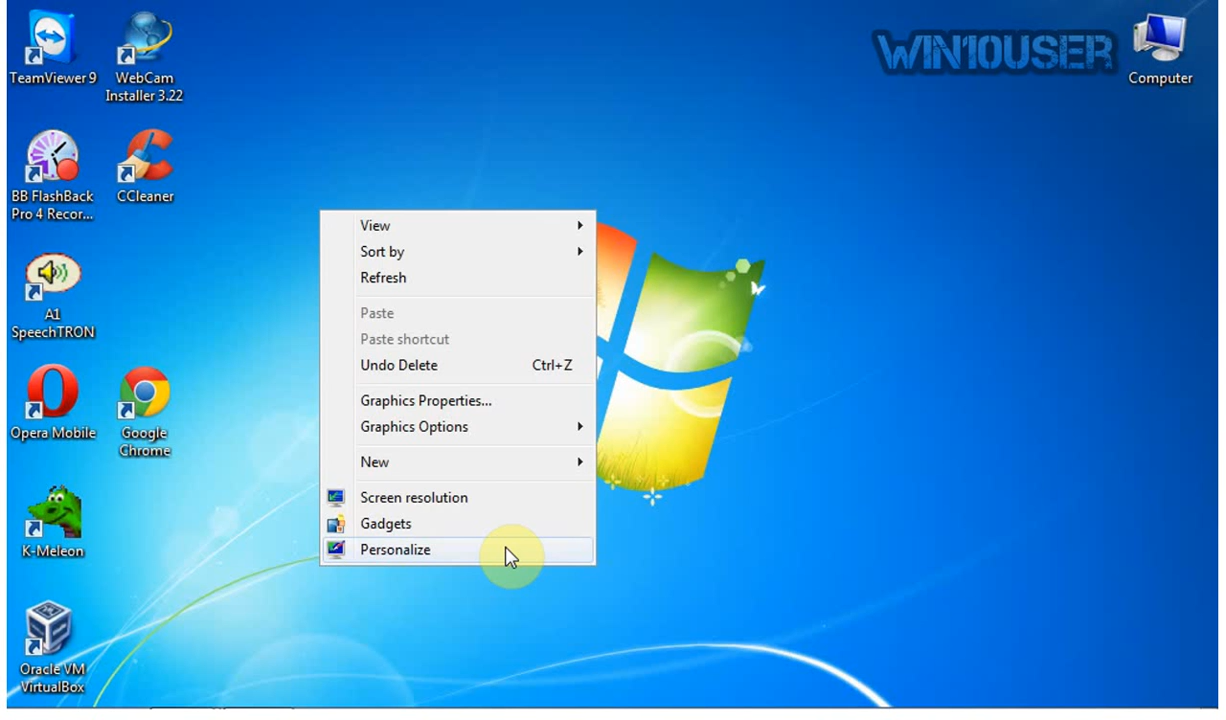 TeamViewer 9
WebCam
Installer 3.22
WIN10USER
Computer
BB FlashBack
Pro 4 Recor...
CCleaner
A1
SpeechTRON
Opera Mobile
Google
Chrome
K-Meleon
Oracle VM
VirtualBox
View
Sort by
Refresh
Paste
Paste shortcut
Undo Delete Ctrl+Z
Graphics Properties...
Graphics Options
New
Screen resolution
Gadgets
Personalize